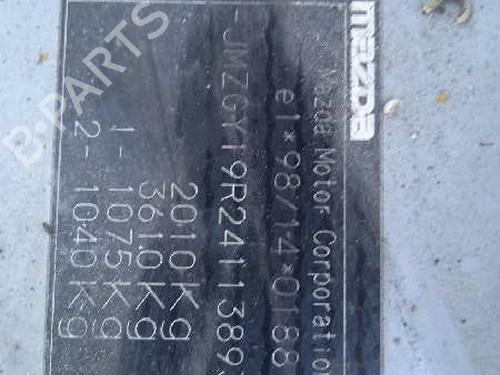 mazda
Mazda Motor Corporation
e1*98/14*0188
JMZGY19R2411389
2010Kg
3610Kg
1- 1075Kg
2- 1040Kg
B-PARTS